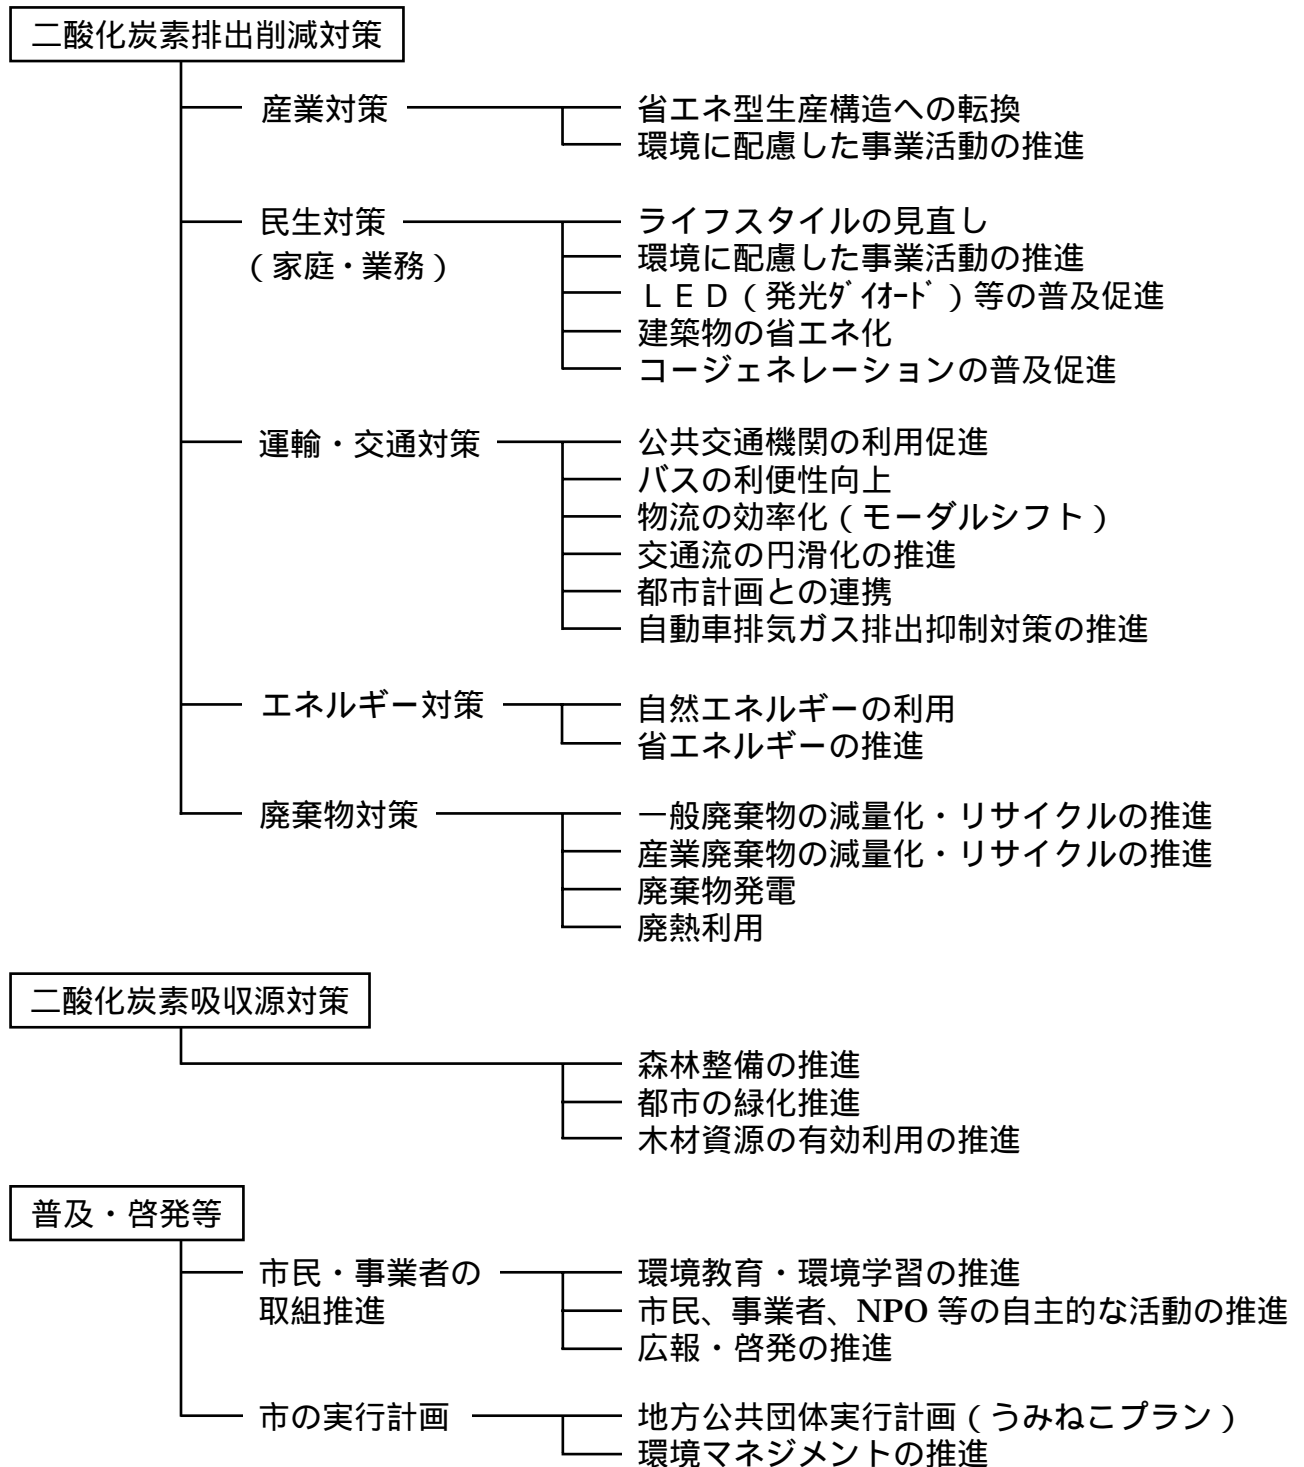 二酸化炭素排出削減対策
産業対策
省エネ型生産構造への転換
環境に配慮した事業活動の推進
民生対策
（家庭・業務）
ライフスタイルの見直し
環境に配慮した事業活動の推進
ＬＥＤ（発光ﾀﾞｲｵｰﾄﾞ）等の普及促進
建築物の省エネ化
コージェネレーションの普及促進
運輸・交通対策
公共交通機関の利用促進
バスの利便性向上
物流の効率化（モーダルシフト）
交通流の円滑化の推進
都市計画との連携
自動車排気ガス排出抑制対策の推進
エネルギー対策
自然エネルギーの利用
省エネルギーの推進
廃棄物対策
一般廃棄物の減量化・リサイクルの推進
産業廃棄物の減量化・リサイクルの推進
廃棄物発電
廃熱利用
二酸化炭素吸収源対策
森林整備の推進
都市の緑化推進
木材資源の有効利用の推進
普及・啓発等
市民・事業者の
取組推進
環境教育・環境学習の推進
市民、事業者、NPO 等の自主的な活動の推進
広報・啓発の推進
市の実行計画
地方公共団体実行計画（うみねこプラン）
環境マネジメントの推進